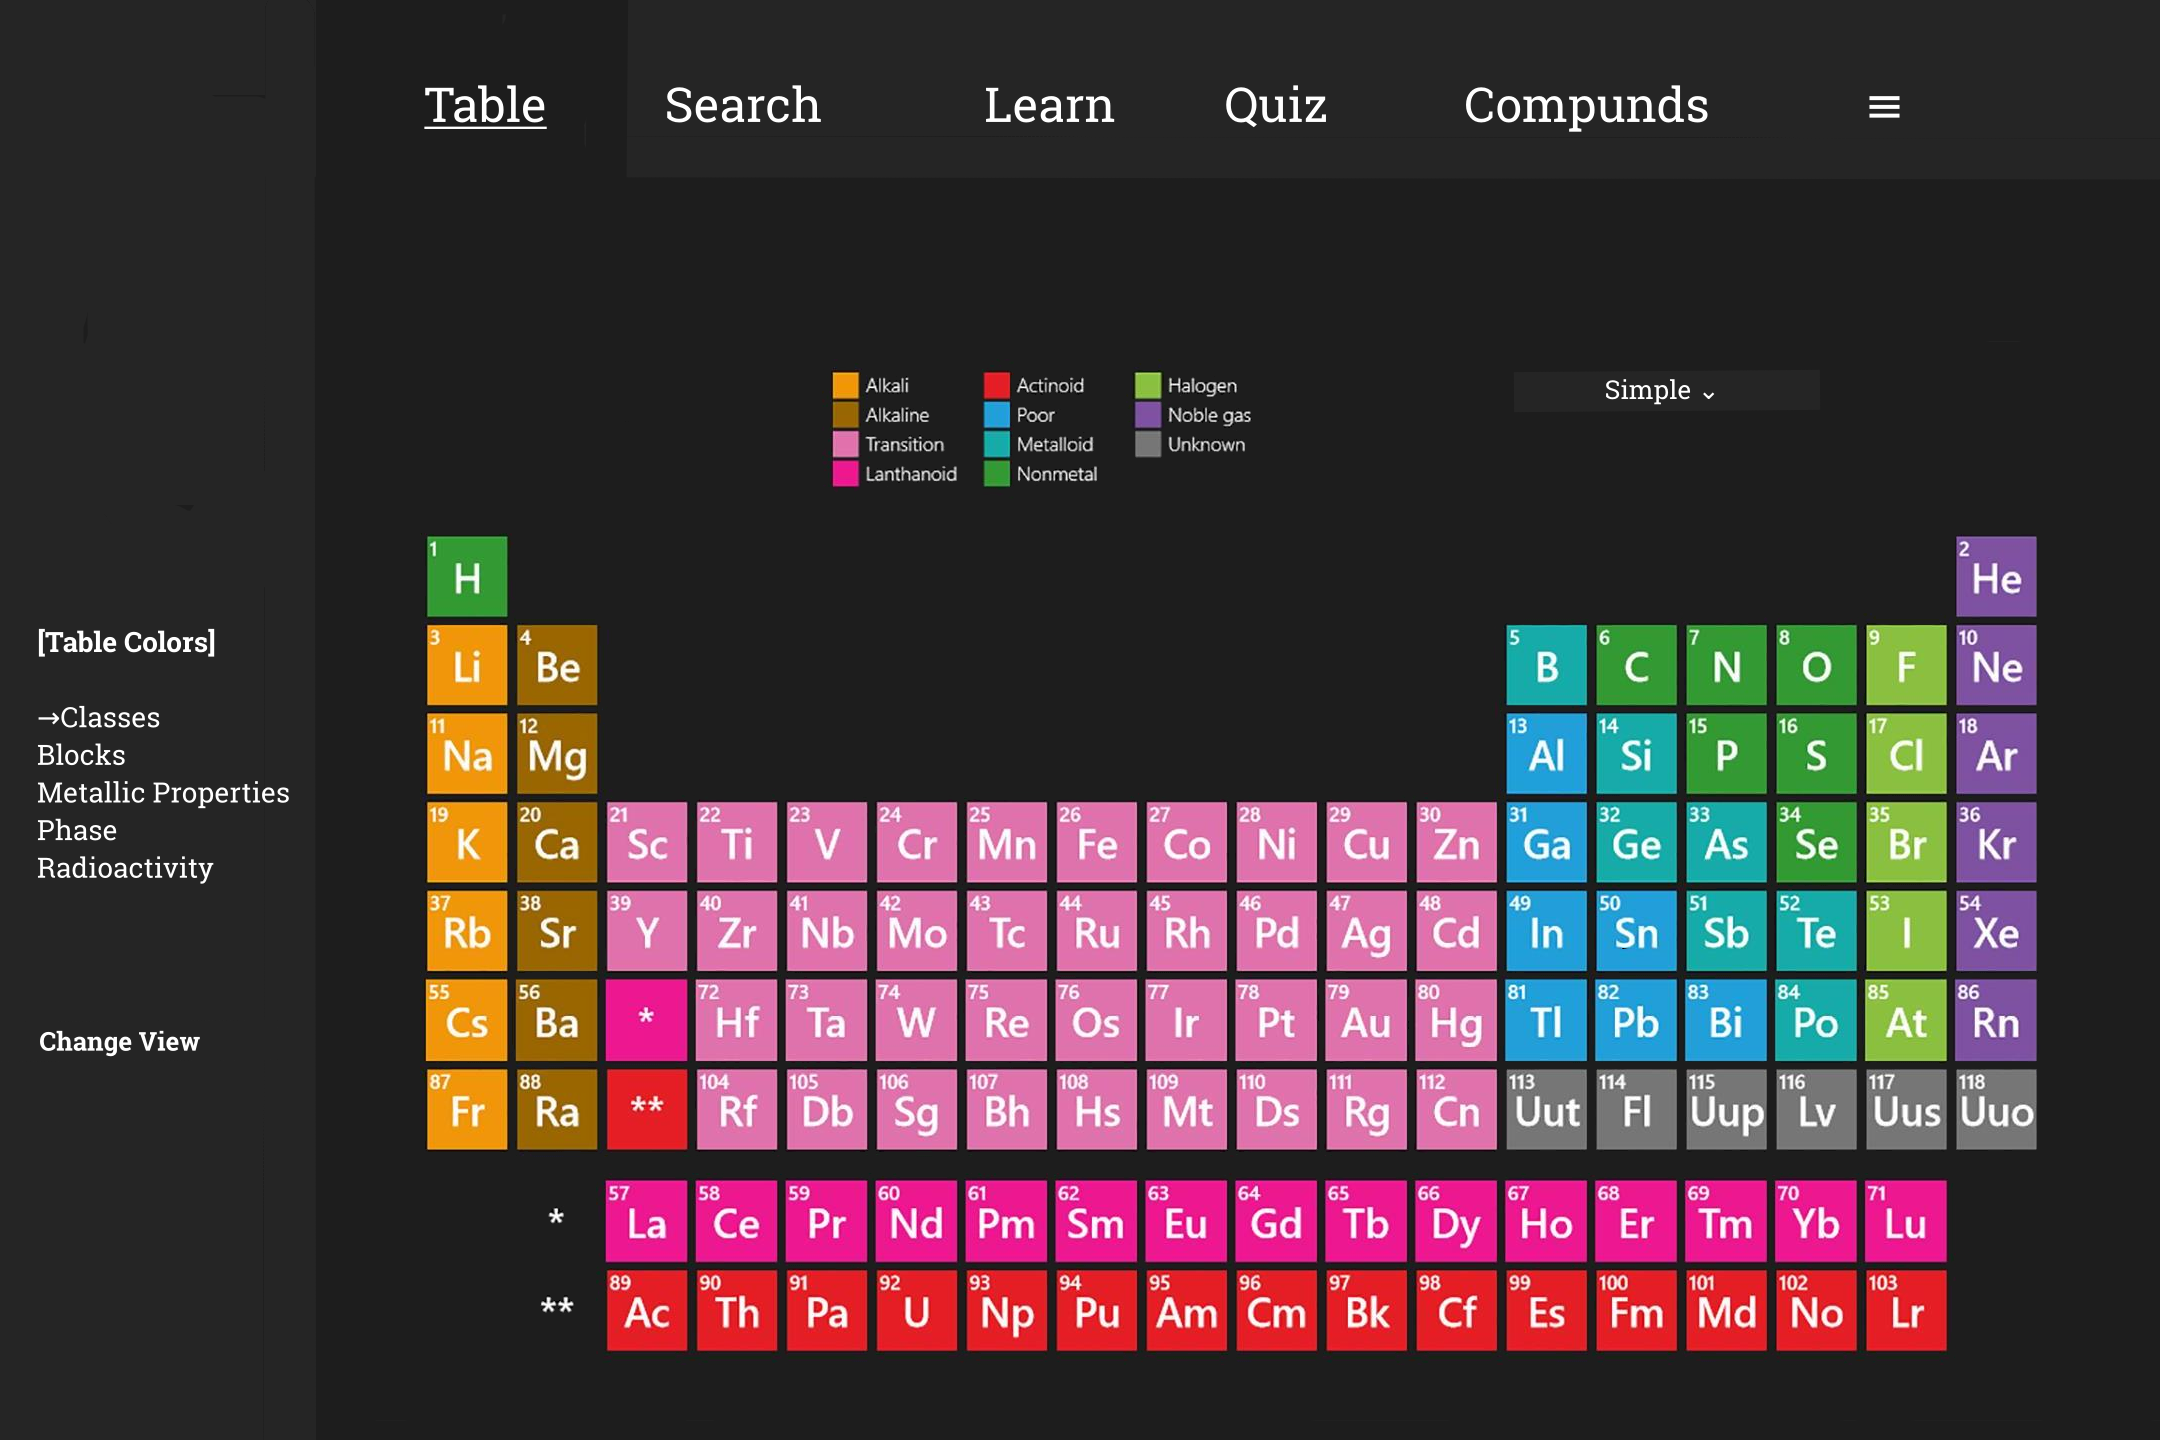 Table Search Learn Quiz Compunds ≡
Alkali Actinoid Halogen
Simple ⌄
Alkaline Poor Noble gas
Transition Metalloid Unknown
Lanthanoid Nonmetal
[Table Colors]
→Classes
Blocks
Metallic Properties
Phase
Radioactivity
Change View
1 H 2 He
3 Li 4 Be 5 B 6 C 7 N 8 O 9 F 10 Ne
11 Na 12 Mg 13 Al 14 Si 15 P 16 S 17 Cl 18 Ar
19 K 20 Ca 21 Sc 22 Ti 23 V 24 Cr 25 Mn 26 Fe 27 Co 28 Ni 29 Cu 30 Zn 31 Ga 32 Ge 33 As 34 Se 35 Br 36 Kr
37 Rb 38 Sr 39 Y 40 Zr 41 Nb 42 Mo 43 Tc 44 Ru 45 Rh 46 Pd 47 Ag 48 Cd 49 In 50 Sn 51 Sb 52 Te 53 I 54 Xe
55 Cs 56 Ba * 72 Hf 73 Ta 74 W 75 Re 76 Os 77 Ir 78 Pt 79 Au 80 Hg 81 Tl 82 Pb 83 Bi 84 Po 85 At 86 Rn
87 Fr 88 Ra ** 104 Rf 105 Db 106 Sg 107 Bh 108 Hs 109 Mt 110 Ds 111 Rg 112 Cn 113 Uut 114 Fl 115 Uup 116 Lv 117 Uus 118 Uuo
* 57 La 58 Ce 59 Pr 60 Nd 61 Pm 62 Sm 63 Eu 64 Gd 65 Tb 66 Dy 67 Ho 68 Er 69 Tm 70 Yb 71 Lu
** 89 Ac 90 Th 91 Pa 92 U 93 Np 94 Pu 95 Am 96 Cm 97 Bk 98 Cf 99 Es 100 Fm 101 Md 102 No 103 Lr